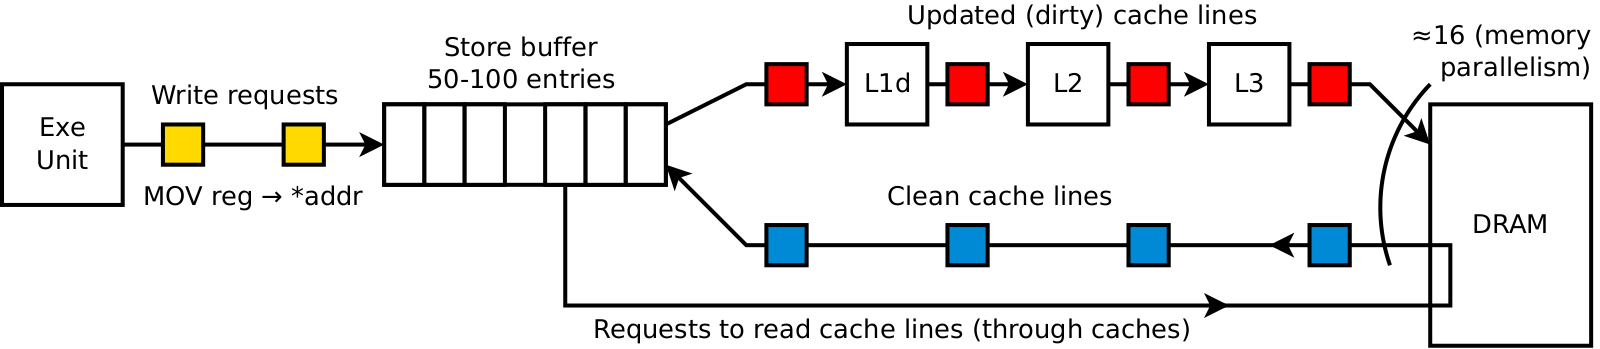 Updated (dirty) cache lines
≈16 (memory
parallelism)
Store buffer
50-100 entries
Write requests
Exe
Unit
MOV reg → *addr
L1d
L2
L3
Clean cache lines
DRAM
Requests to read cache lines (through caches)